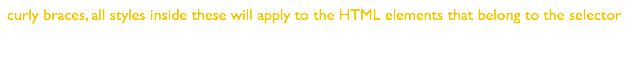 curly braces, all styles inside these will apply to the HTML elements that belong to the selector